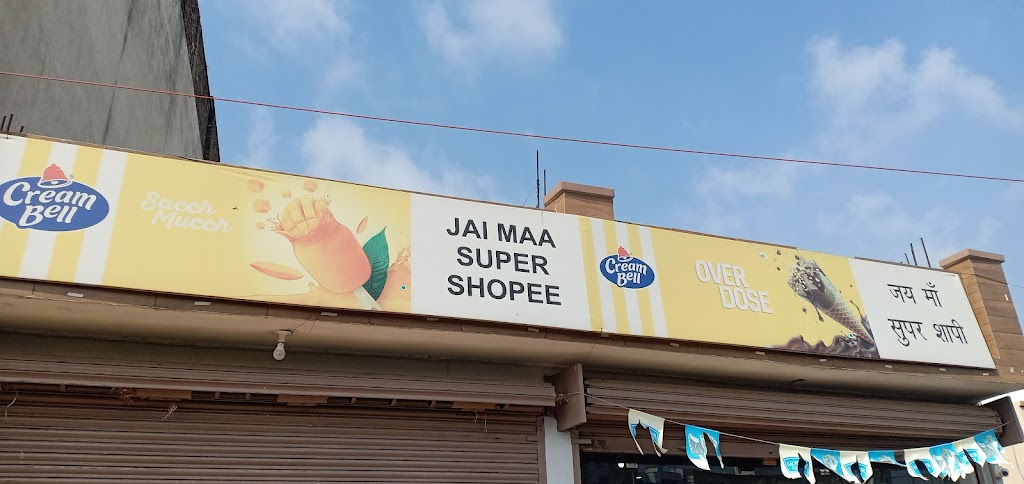 Cream
Bell
Sacch
Mucch
JAI MAA
SUPER
SHOPEE
Cream
Bell
OVER
DOSE
जय माँ
सुपर शापी